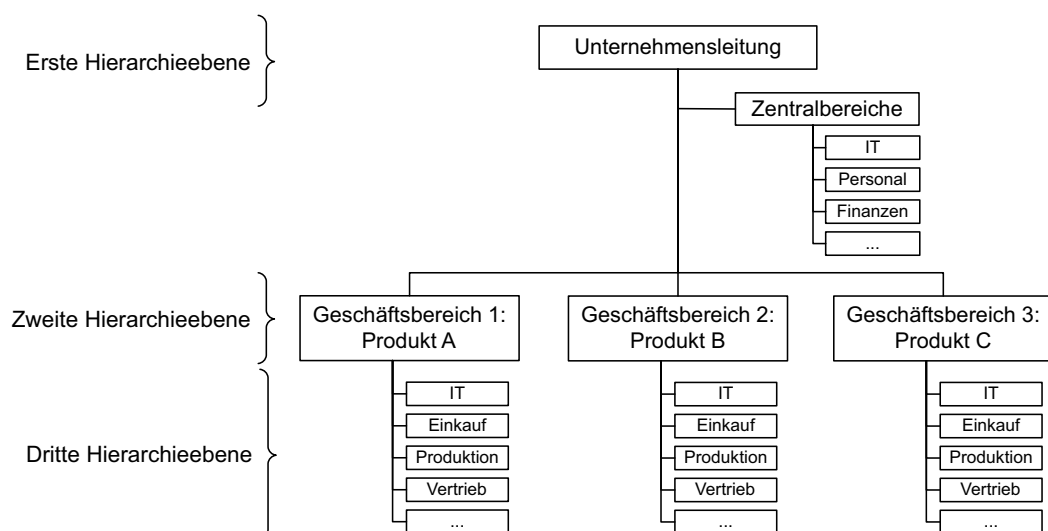 Erste Hierarchieebene
Unternehmensleitung
Zentralbereiche
IT
Personal
Finanzen
...
Zweite Hierarchieebene
Geschäftsbereich 1:
Produkt A
Geschäftsbereich 2:
Produkt B
Geschäftsbereich 3:
Produkt C
Dritte Hierarchieebene
IT
Einkauf
Produktion
Vertrieb
...
IT
Einkauf
Produktion
Vertrieb
...
IT
Einkauf
Produktion
Vertrieb
...